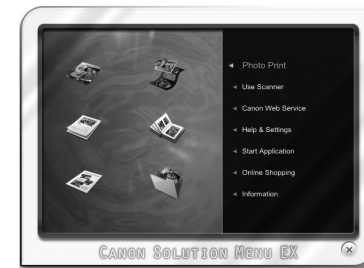 Photo Print
Use Scanner
Canon Web Service
Help & Settings
Start Application
Online Shopping
Information
CANON SOLUTION MENU EX